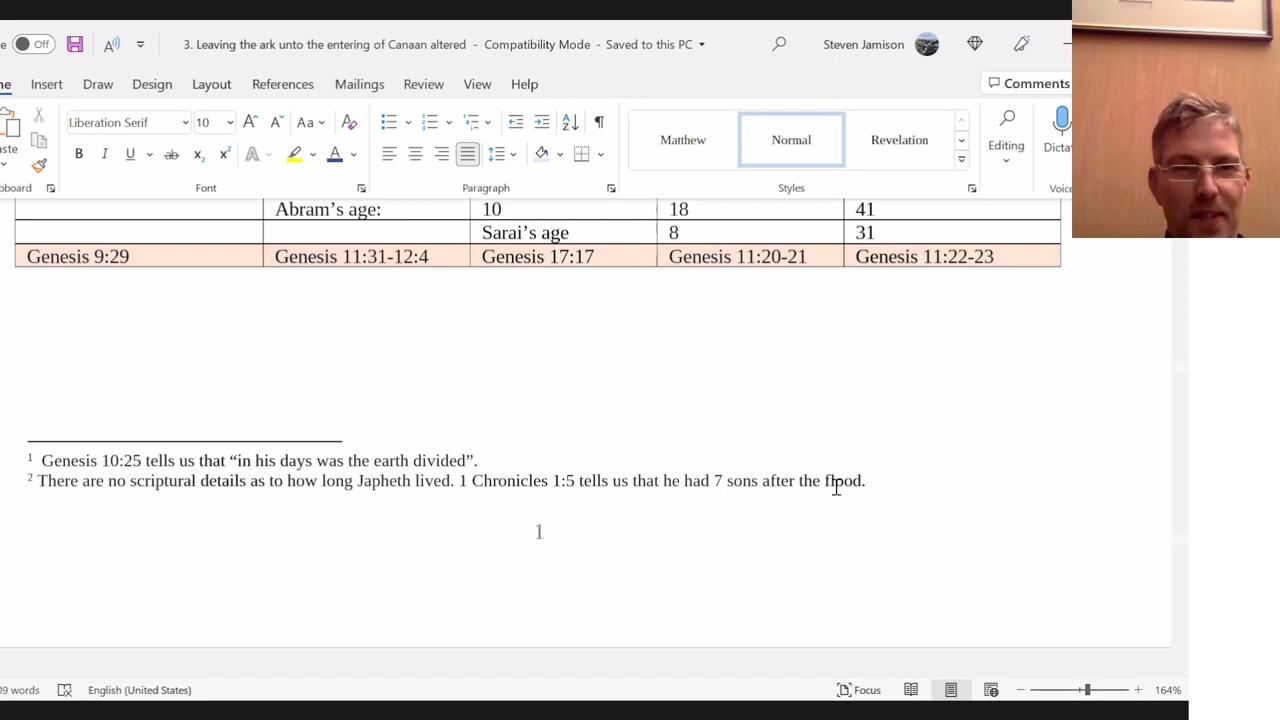 Off
3. Leaving the ark unto the entering of Canaan altered - Compatibility Mode - Saved to this PC
Steven Jamison
Insert Draw Design Layout References Mailings Review View Help
Comments
Liberation Serif 10
Matthew Normal Revelation
Editing
Font Paragraph Styles
Abram’s age: 10 18 41
Sarai’s age 8 31
Genesis 9:29 Genesis 11:31-12:4 Genesis 17:17 Genesis 11:20-21 Genesis 11:22-23
1 Genesis 10:25 tells us that “in his days was the earth divided”.
2 There are no scriptural details as to how long Japheth lived. 1 Chronicles 1:5 tells us that he had 7 sons after the flood.
1
words English (United States) Focus 164%